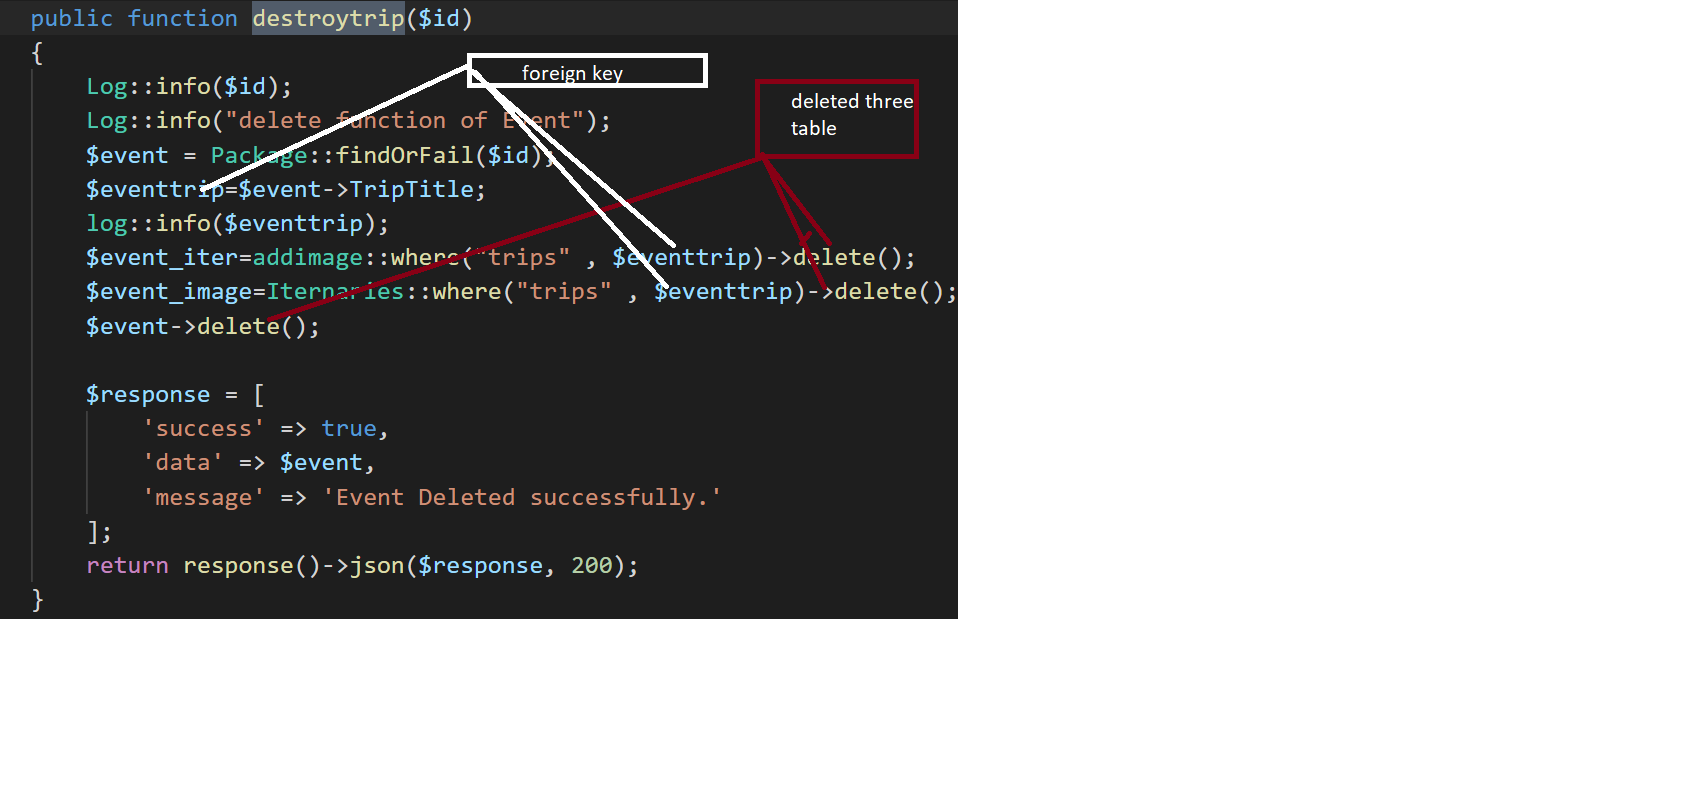 public function destroytrip($id)
{
foreign key
Log::info($id);
deleted three
table
Log::info("delete function of Event");
$event = Package::findOrFail($id);
$eventtrip=$event->TripTitle;
log::info($eventtrip);
$event_iter=addimage::where("trips" , $eventtrip)->delete();
$event_image=Iternaries::where("trips" , $eventtrip)->delete();
$event->delete();
$response = [
'success' => true,
'data' => $event,
'message' => 'Event Deleted successfully.'
];
return response()->json($response, 200);
}